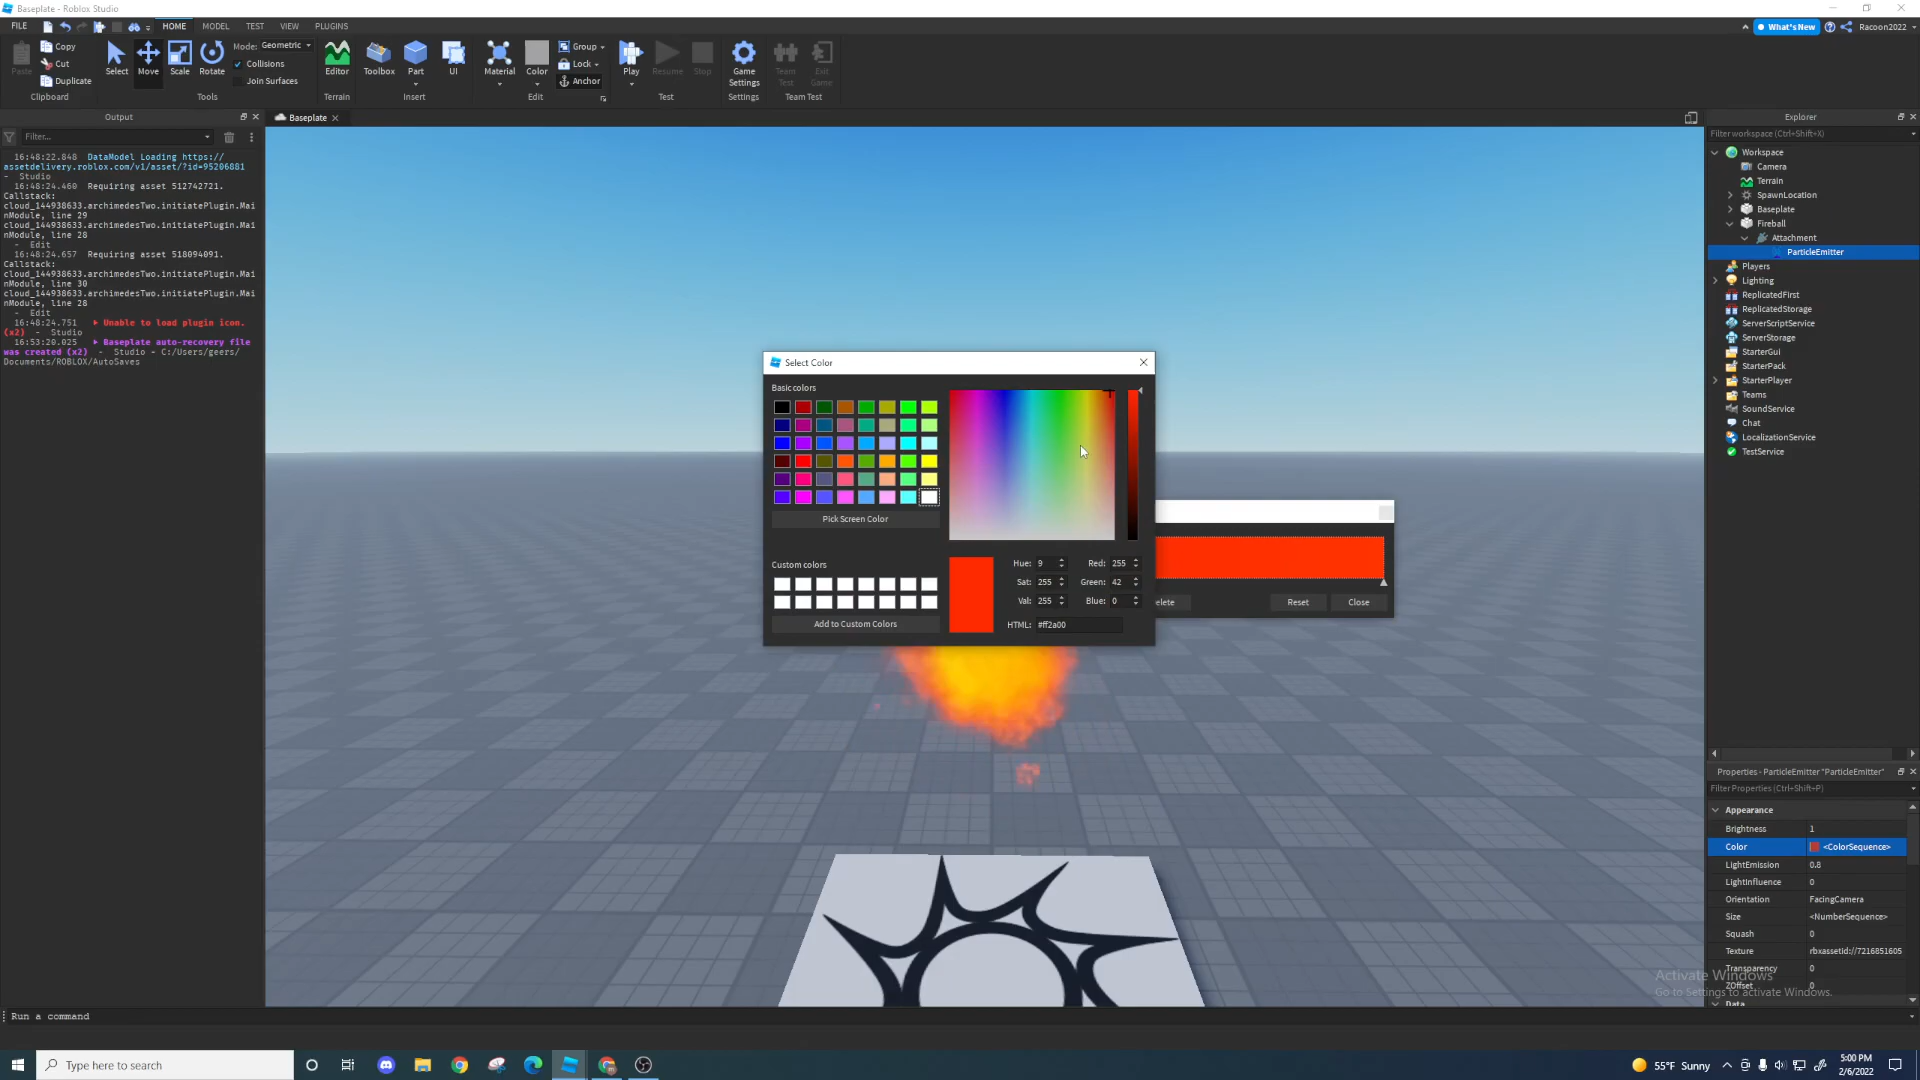 Baseplate - Roblox Studio
FILE HOME MODEL TEST VIEW PLUGINS
What's New Racoon2022
Paste Copy Cut Duplicate
Clipboard
Select Move Scale Rotate
Mode: Geometric
Collisions
Join Surfaces
Tools
Editor
Terrain
Toolbox Part UI
Insert
Material Color
Group
Lock
Anchor
Edit
Play Resume Stop
Test
Game
Settings
Settings
Team
Test
Exit
Game
Team Test
Output
Filter...
16:48:22.848 DataModel Loading https://
assetdelivery.roblox.com/v1/asset/?id=95206881
- Studio
16:48:24.460 Requiring asset 512742721.
Callstack:
cloud_144938633.archimedesTwo.initiatePlugin.Mai
nModule, line 29
cloud_144938633.archimedesTwo.initiatePlugin.Mai
nModule, line 28
- Edit
16:48:24.657 Requiring asset 518094091.
Callstack:
cloud_144938633.archimedesTwo.initiatePlugin.Mai
nModule, line 30
cloud_144938633.archimedesTwo.initiatePlugin.Mai
nModule, line 28
- Edit
16:48:24.751 Unable to load plugin icon.
(x2) - Studio
16:53:20.025 Baseplate auto-recovery file
was created (x2) - Studio - C:/Users/geers/
Documents/ROBLOX/AutoSaves
Baseplate
Select Color
Basic colors
Pick Screen Color
Custom colors
Add to Custom Colors
Hue: 9 Red: 255
Sat: 255 Green: 42
Val: 255 Blue: 0
HTML: #ff2a00
elete Reset Close
Explorer
Filter workspace (Ctrl+Shift+X)
Workspace
Camera
Terrain
SpawnLocation
Baseplate
Fireball
Attachment
ParticleEmitter
Players
Lighting
ReplicatedFirst
ReplicatedStorage
ServerScriptService
ServerStorage
StarterGui
StarterPack
StarterPlayer
Teams
SoundService
Chat
LocalizationService
TestService
Properties - ParticleEmitter "ParticleEmitter"
Filter Properties (Ctrl+Shift+P)
Appearance
Brightness 1
Color <ColorSequence>
LightEmission 0.8
LightInfluence 0
Orientation FacingCamera
Size <NumberSequence>
Squash 0
Texture rbxassetid://7216851605
Transparency 0
ZOffset 0
Data
Activate Windows
Go to Settings to activate Windows.
Run a command
Type here to search
55°F Sunny
5:00 PM
2/6/2022